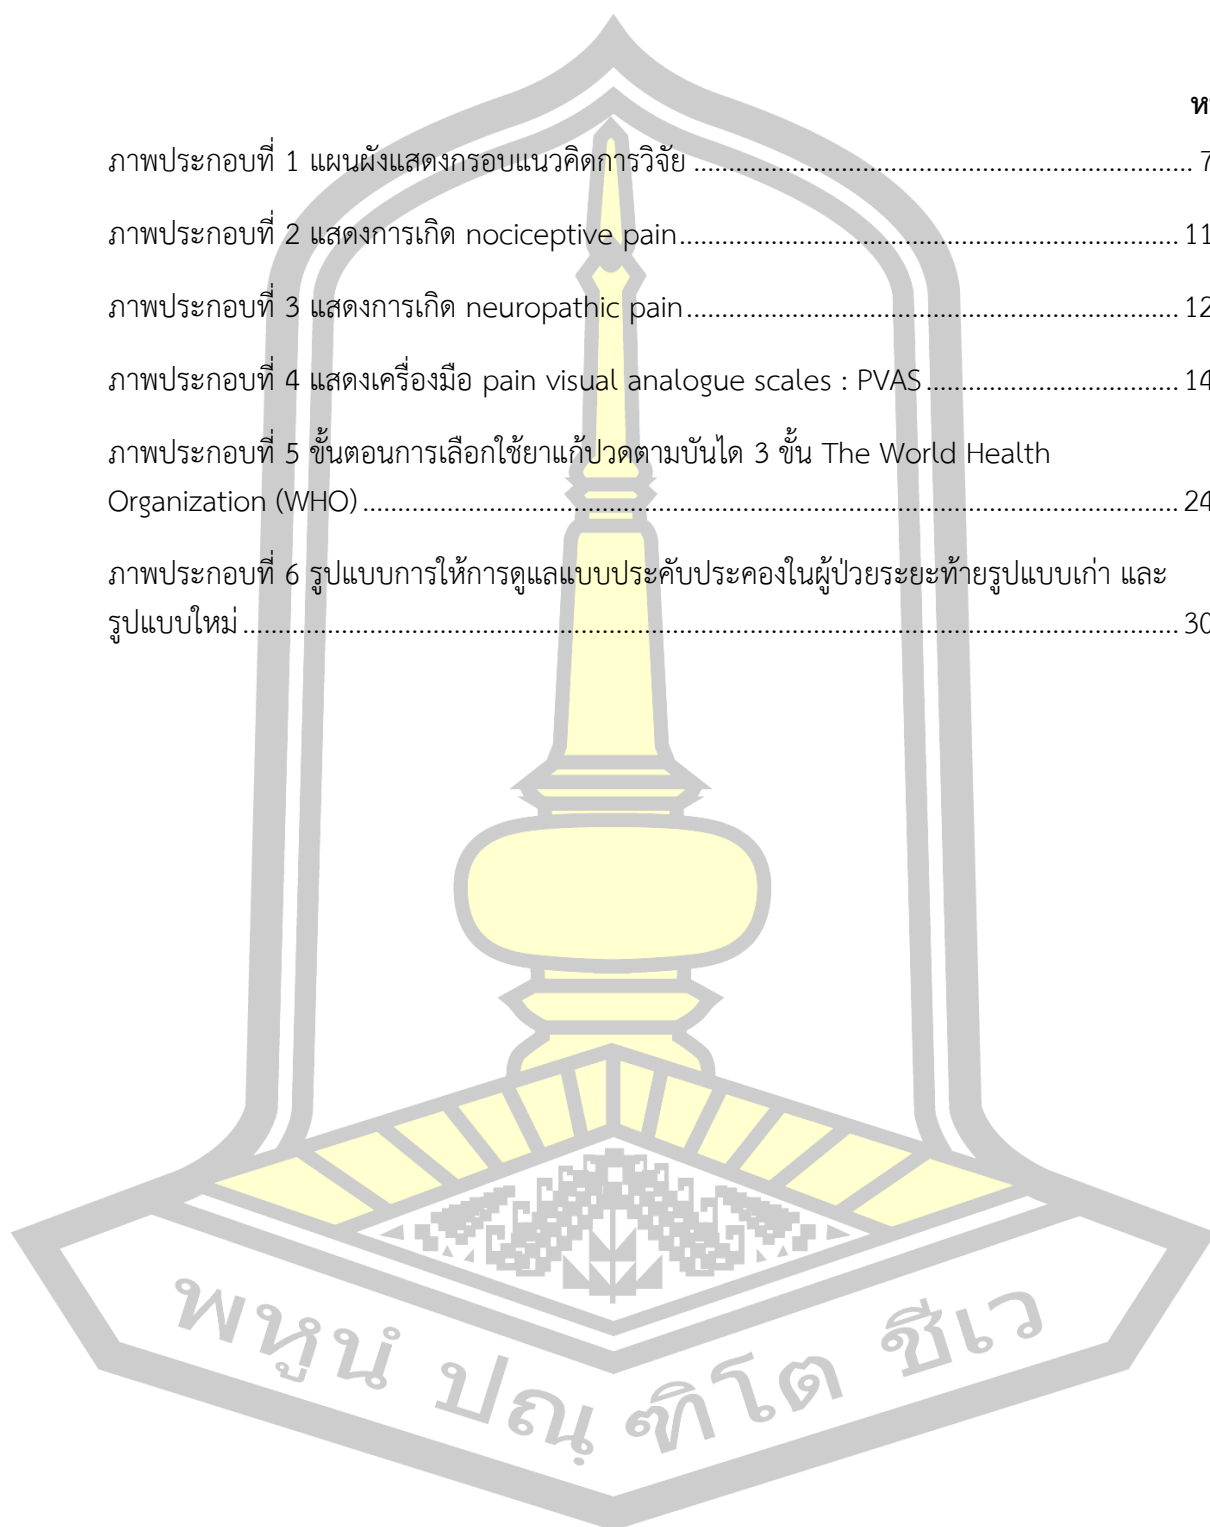 ภาพประกอบที่ 1 แผนผังแสดงกรอบแนวคิดการวิจัย ........................................................................ 7
ภาพประกอบที่ 2 แสดงการเกิด nociceptive pain........................................................................ 11
ภาพประกอบที่ 3 แสดงการเกิด neuropathic pain....................................................................... 12
ภาพประกอบที่ 4 แสดงเครื่องมือ pain visual analogue scales : PVAS ..................................... 14
ภาพประกอบที่ 5 ขั้นตอนการเลือกใช้ยาแก้ปวดตามบันได 3 ขั้น The World Health
Organization (WHO) ..................................................................................................................... 24
ภาพประกอบที่ 6 รูปแบบการให้การดูแลแบบประคับประคองในผู้ป่วยระยะท้ายรูปแบบเก่า และ
รูปแบบใหม่ ...................................................................................................................................... 30
พหูนํ ปณฺฑิโต ชีเว